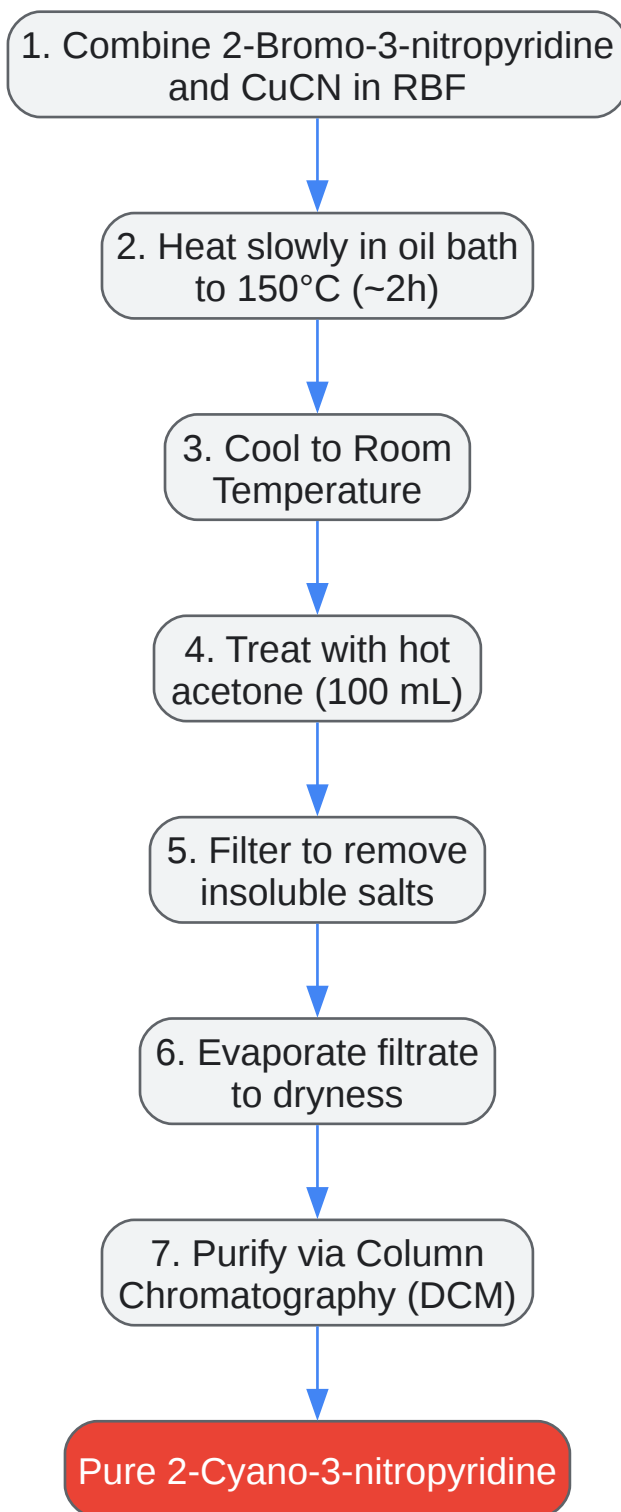 1. Combine 2-Bromo-3-nitropyridine
and CuCN in RBF
2. Heat slowly in oil bath
to 150°C (~2h)
3. Cool to Room
Temperature
4. Treat with hot
acetone (100 mL)
5. Filter to remove
insoluble salts
6. Evaporate filtrate
to dryness
7. Purify via Column
Chromatography (DCM)
Pure 2-Cyano-3-nitropyridine